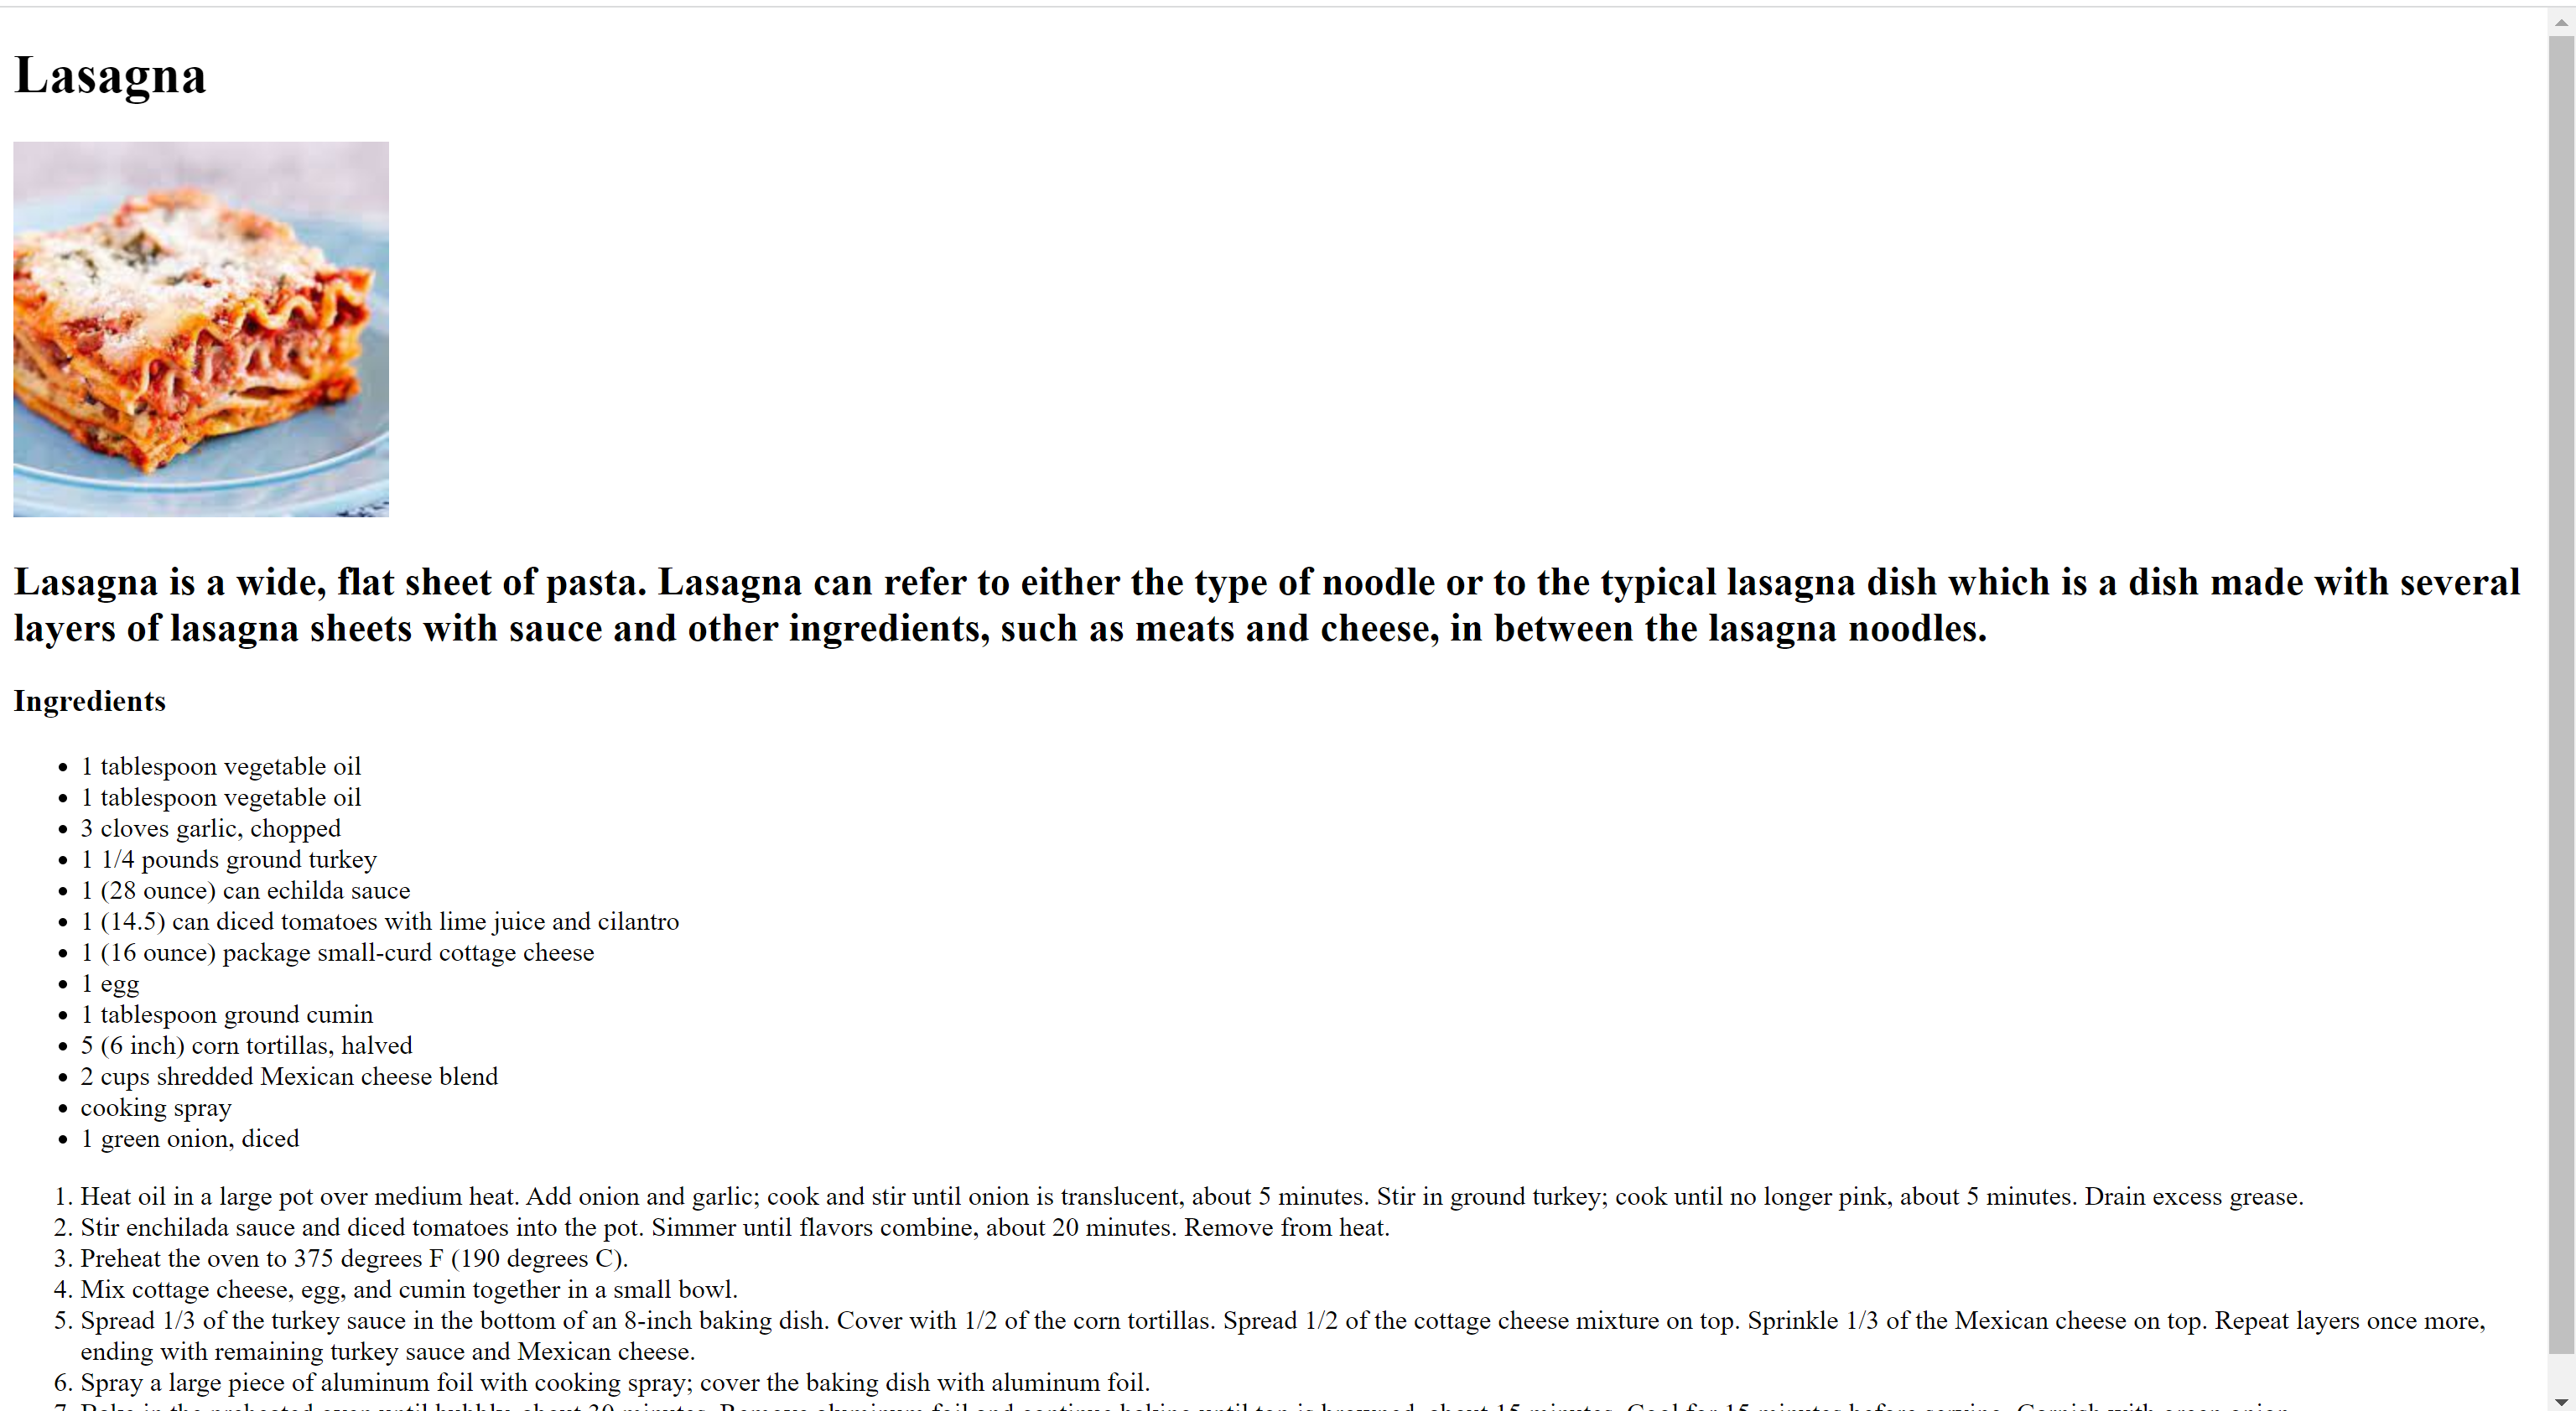 Lasagna
Lasagna is a wide, flat sheet of pasta. Lasagna can refer to either the type of noodle or to the typical lasagna dish which is a dish made with several
layers of lasagna sheets with sauce and other ingredients, such as meats and cheese, in between the lasagna noodles.
Ingredients
• 1 tablespoon vegetable oil
• 1 tablespoon vegetable oil
• 3 cloves garlic, chopped
• 1 1/4 pounds ground turkey
• 1 (28 ounce) can echilda sauce
• 1 (14.5) can diced tomatoes with lime juice and cilantro
• 1 (16 ounce) package small-curd cottage cheese
• 1 egg
• 1 tablespoon ground cumin
• 5 (6 inch) corn tortillas, halved
• 2 cups shredded Mexican cheese blend
• cooking spray
• 1 green onion, diced
1. Heat oil in a large pot over medium heat. Add onion and garlic; cook and stir until onion is translucent, about 5 minutes. Stir in ground turkey; cook until no longer pink, about 5 minutes. Drain excess grease.
2. Stir enchilada sauce and diced tomatoes into the pot. Simmer until flavors combine, about 20 minutes. Remove from heat.
3. Preheat the oven to 375 degrees F (190 degrees C).
4. Mix cottage cheese, egg, and cumin together in a small bowl.
5. Spread 1/3 of the turkey sauce in the bottom of an 8-inch baking dish. Cover with 1/2 of the corn tortillas. Spread 1/2 of the cottage cheese mixture on top. Sprinkle 1/3 of the Mexican cheese on top. Repeat layers once more,
ending with remaining turkey sauce and Mexican cheese.
6. Spray a large piece of aluminum foil with cooking spray; cover the baking dish with aluminum foil.